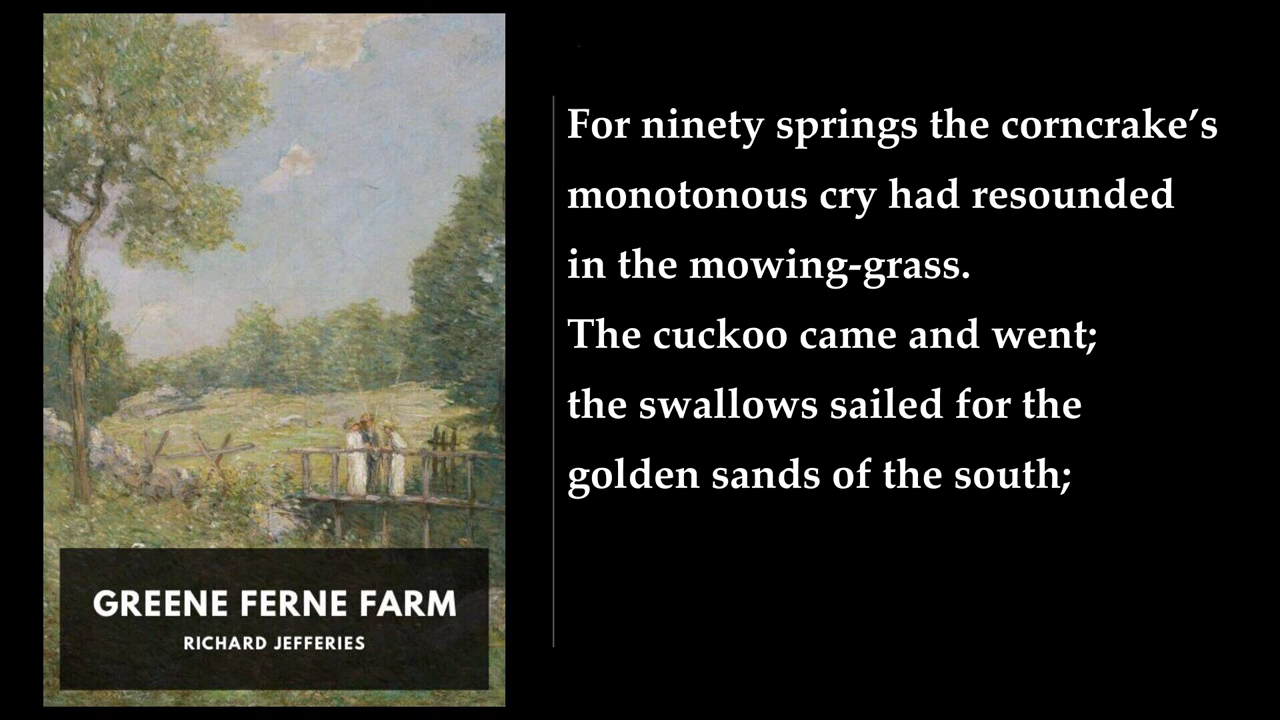 GREENE FERNE FARM
RICHARD JEFFERIES
For ninety springs the corncrake’s
monotonous cry had resounded
in the mowing-grass.
The cuckoo came and went;
the swallows sailed for the
golden sands of the south;